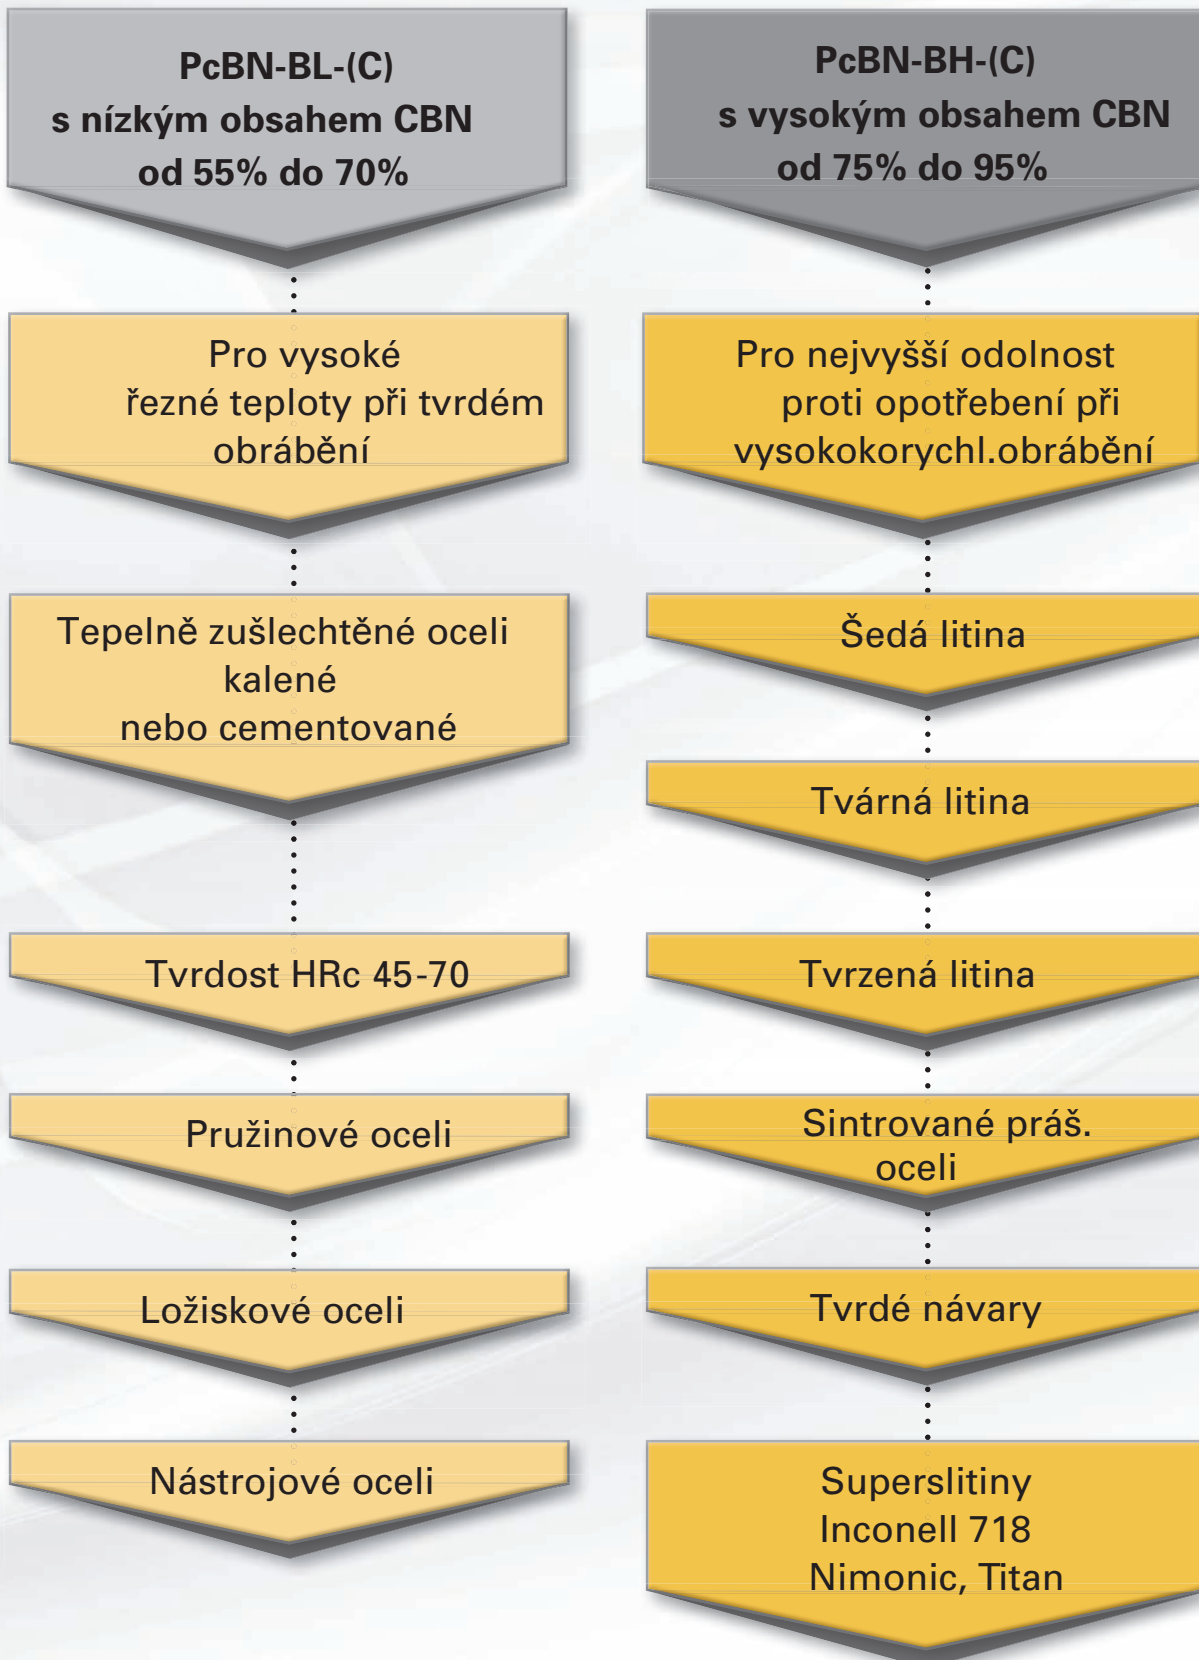 PcBN-BL-(C)
s nízkým obsahem CBN
od 55% do 70%
Pro vysoké
řezné teploty při tvrdém
obrábění
Tepelně zušlechtěné oceli
kalené
nebo cementované
Tvrdost HRc 45-70
Pružinové oceli
Ložiskové oceli
Nástrojové oceli
PcBN-BH-(C)
s vysokým obsahem CBN
od 75% do 95%
Pro nejvyšší odolnost
proti opotřebení při
vysokokorychl.obrábění
Šedá litina
Tvárná litina
Tvrzená litina
Sintrované práš.
oceli
Tvrdé návary
Superslitiny
Inconell 718
Nimonic, Titan